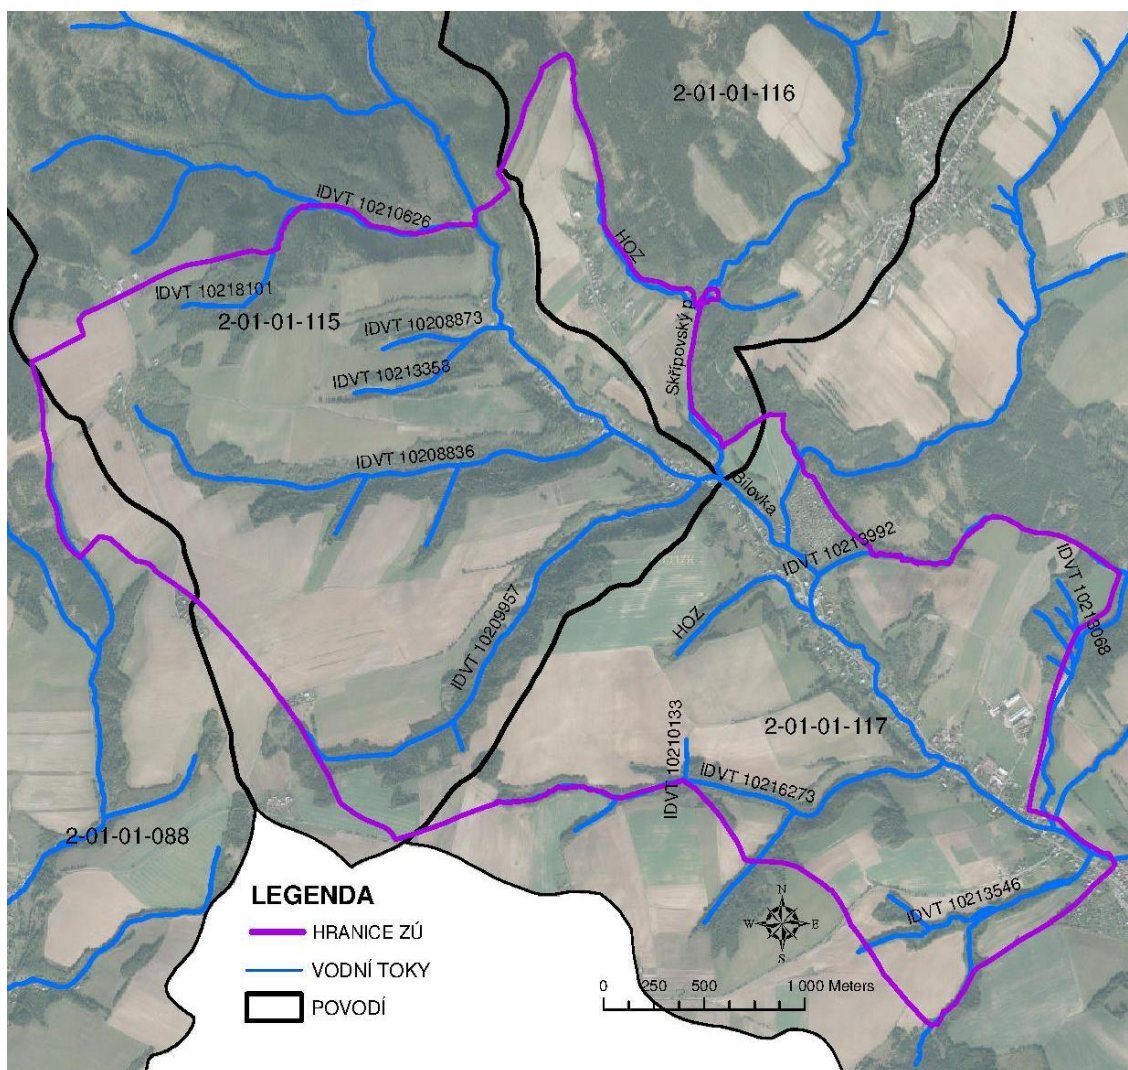 2-01-01-116
IDVT 10210626
HOZ
IDVT 10218101
2-01-01-115
IDVT 10208873
Skřípovský p.
IDVT 10213358
IDVT 10208836
Bílovka
IDVT 10213992
IDVT 10213068
HOZ
IDVT 10209957
2-01-01-117
IDVT 10210133
IDVT 10216273
2-01-01-088
LEGENDA
HRANICE ZÚ
VODNÍ TOKY
POVODÍ
IDVT 10213546
N
W E
S
0 250 500 1 000 Meters